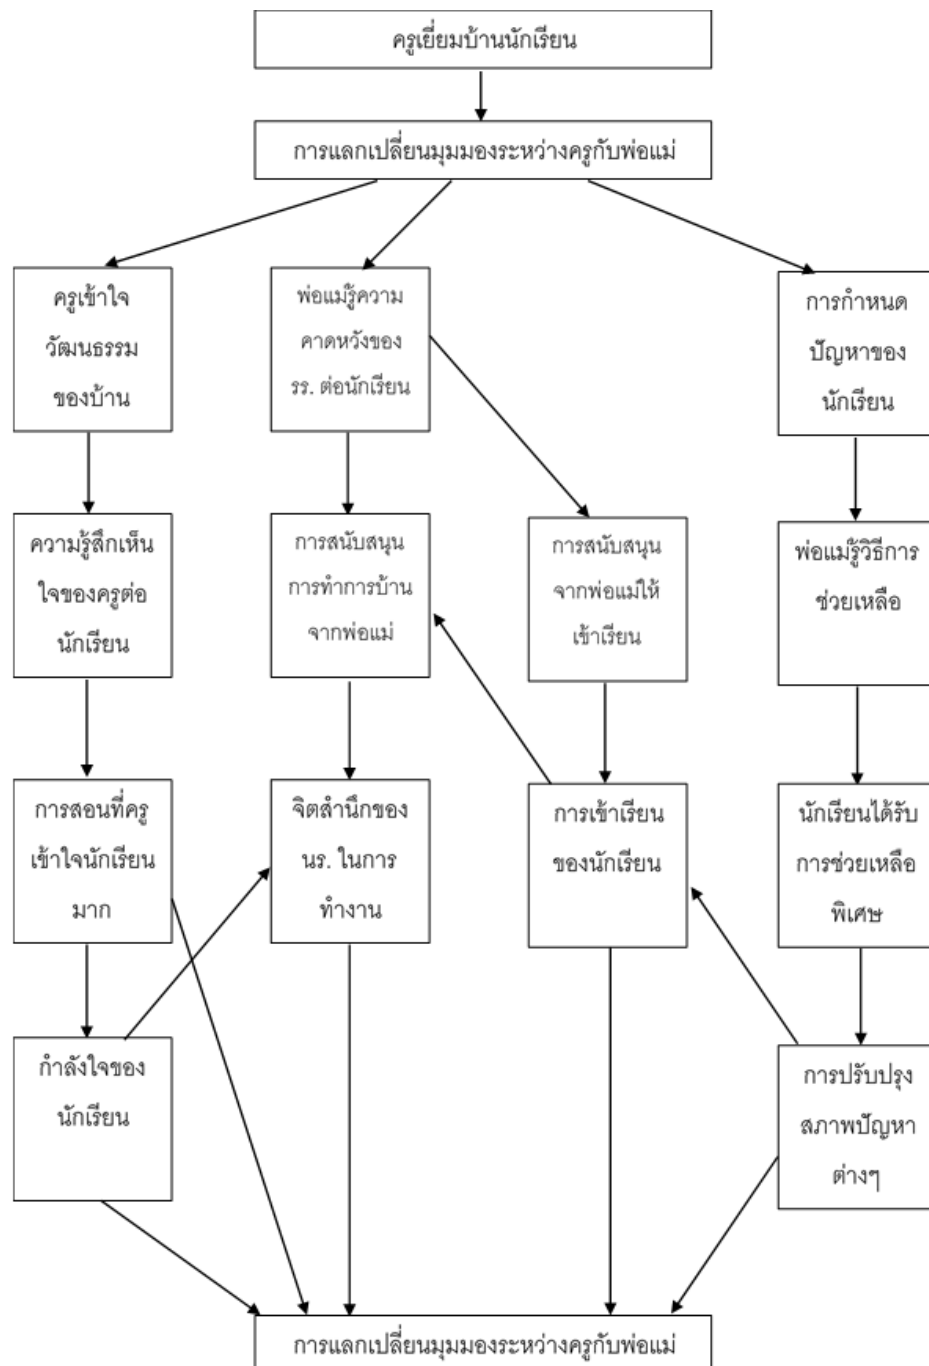 ครูเยี่ยมบ้านนักเรียน
การแลกเปลี่ยนมุมมองระหว่างครูกับพ่อแม่
ครูเข้าใจ
วัฒนธรรม
ของบ้าน
พ่อแม่รู้ความ
คาดหวังของ
รร. ต่อนักเรียน
การกำหนด
ปัญหาของ
นักเรียน
ความรู้สึกเห็น
ใจของครูต่อ
นักเรียน
การสนับสนุน
การทำการบ้าน
จากพ่อแม่
การสนับสนุน
จากพ่อแม่ให้
เข้าเรียน
พ่อแม่รู้วิธีการ
ช่วยเหลือ
การสอนที่ครู
เข้าใจนักเรียน
มาก
จิตสำนึกของ
นร. ในการ
ทำงาน
การเข้าเรียน
ของนักเรียน
นักเรียนได้รับ
การช่วยเหลือ
พิเศษ
กำลังใจของ
นักเรียน
การปรับปรุง
สภาพปัญหา
ต่างๆ
การแลกเปลี่ยนมุมมองระหว่างครูกับพ่อแม่